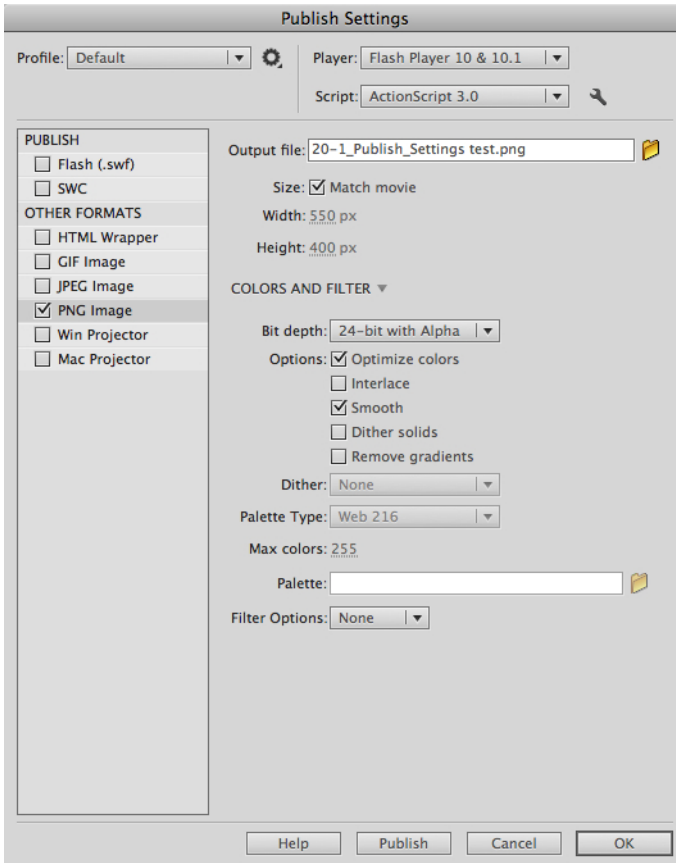 Publish Settings
Profile: Default
Player: Flash Player 10 & 10.1
Script: ActionScript 3.0
PUBLISH
Flash (.swf)
SWC
OTHER FORMATS
HTML Wrapper
GIF Image
JPEG Image
PNG Image
Win Projector
Mac Projector
Output file: 20-1_Publish_Settings test.png
Size: Match movie
Width: 550 px
Height: 400 px
COLORS AND FILTER
Bit depth: 24-bit with Alpha
Options: Optimize colors
Interlace
Smooth
Dither solids
Remove gradients
Dither: None
Palette Type: Web 216
Max colors: 255
Palette:
Filter Options: None
Help Publish Cancel OK